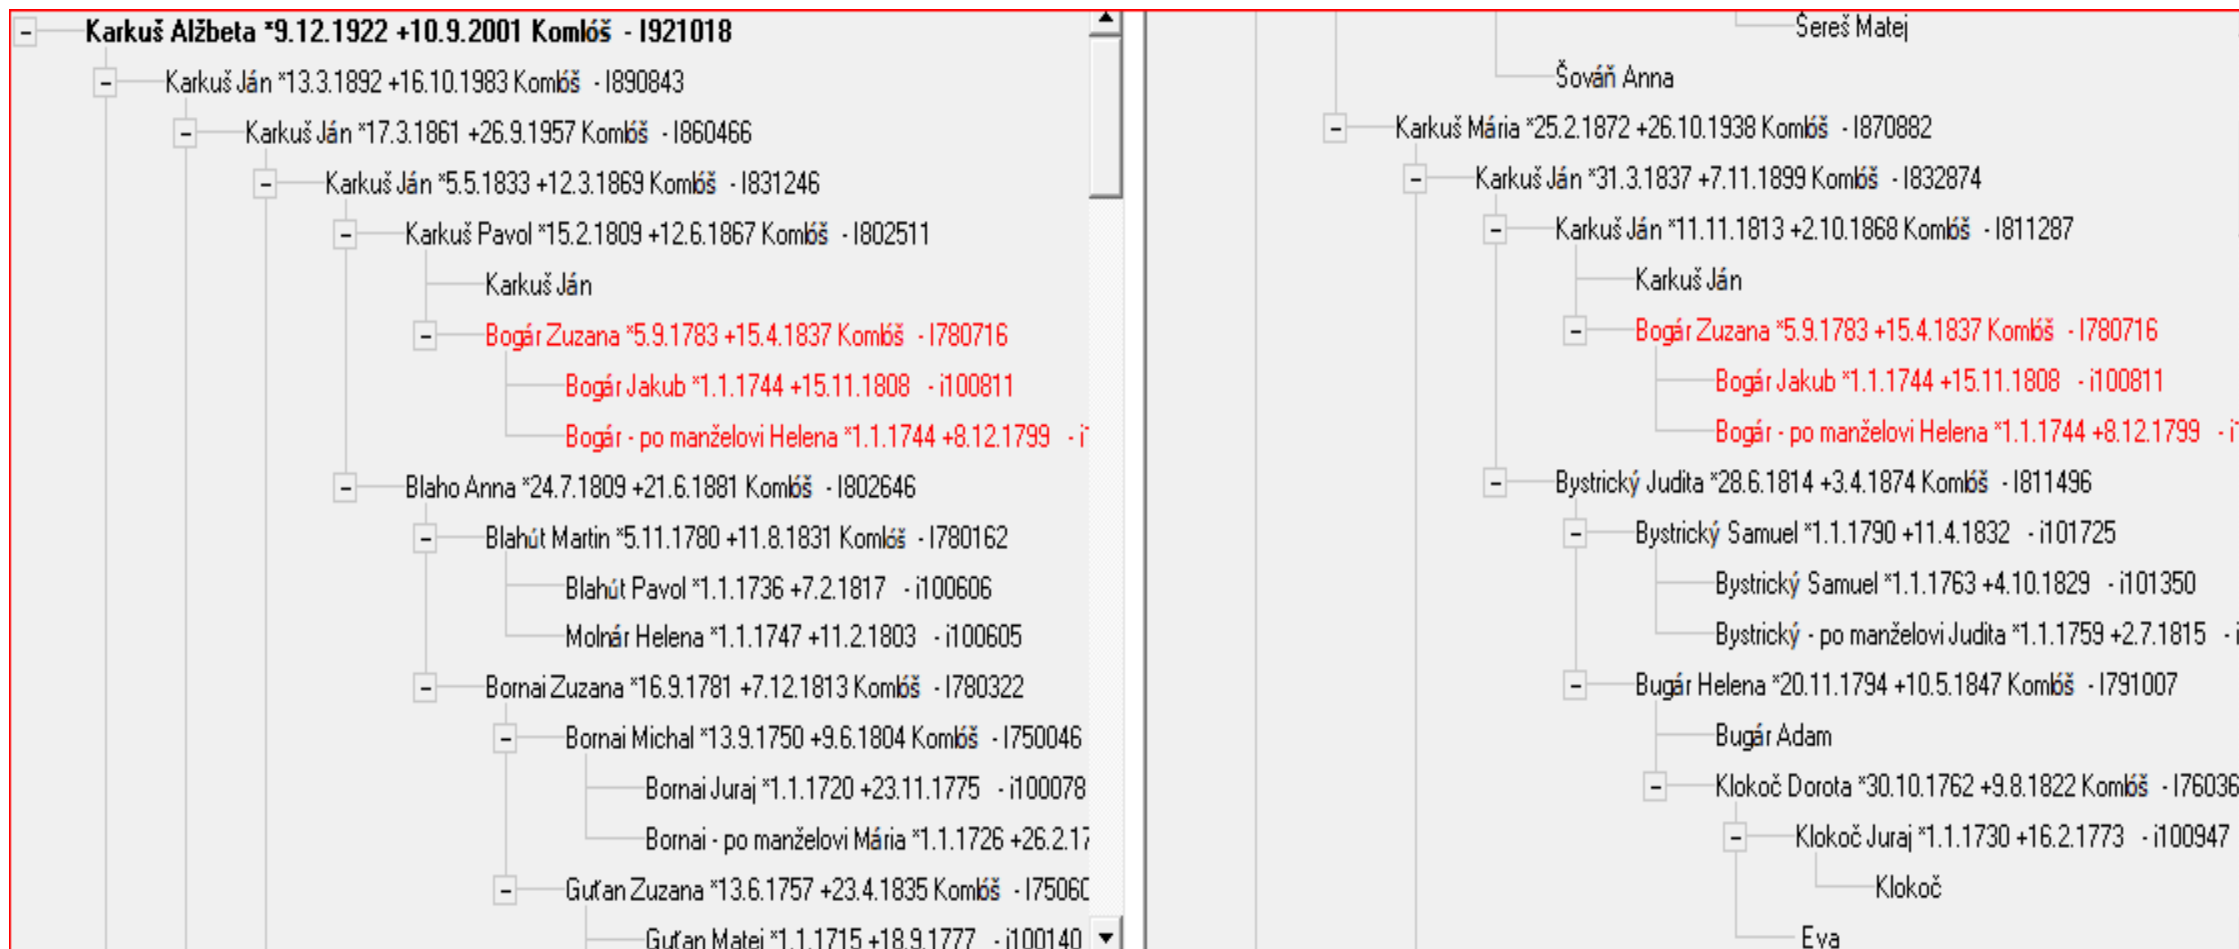 Karkuš Alžbeta *9.12.1922 +10.9.2001 Komlóš - I921018
Karkuš Ján *13.3.1892 +16.10.1983 Komlóš - I890843
Karkuš Ján *17.3.1861 +26.9.1957 Komlóš - I860466
Karkuš Ján *5.5.1833 +12.3.1869 Komlóš - I831246
Karkuš Pavol *15.2.1809 +12.6.1867 Komlóš - I802511
Karkuš Ján
Bogár Zuzana *5.9.1783 +15.4.1837 Komlóš - I780716
Bogár Jakub *1.1.1744 +15.11.1808 - i100811
Bogár - po manželovi Helena *1.1.1744 +8.12.1799 - i1
Blaho Anna *24.7.1809 +21.6.1881 Komlóš - I802646
Blahút Martin *5.11.1780 +11.8.1831 Komlóš - I780162
Blahút Pavol *1.1.1736 +7.2.1817 - i100606
Molnár Helena *1.1.1747 +11.2.1803 - i100605
Bornai Zuzana *16.9.1781 +7.12.1813 Komlóš - I780322
Bornai Michal *13.9.1750 +9.6.1804 Komlóš - I750046
Bornai Juraj *1.1.1720 +23.11.1775 - i100078
Bornai - po manželovi Mária *1.1.1726 +26.2.17
Guťan Zuzana *13.6.1757 +23.4.1835 Komlóš - I75060
Guťan Matej *1.1.1715 +18.9.1777 - i100140
Šereš Matej
Šováň Anna
Karkuš Mária *25.2.1872 +26.10.1938 Komlóš - I870882
Karkuš Ján *31.3.1837 +7.11.1899 Komlóš - I832874
Karkuš Ján *11.11.1813 +2.10.1868 Komlóš - I811287
Karkuš Ján
Bogár Zuzana *5.9.1783 +15.4.1837 Komlóš - I780716
Bogár Jakub *1.1.1744 +15.11.1808 - i100811
Bogár - po manželovi Helena *1.1.1744 +8.12.1799 - i1
Bystrický Judita *28.6.1814 +3.4.1874 Komlóš - I811496
Bystrický Samuel *1.1.1790 +11.4.1832 - i101725
Bystrický Samuel *1.1.1763 +4.10.1829 - i101350
Bystrický - po manželovi Judita *1.1.1759 +2.7.1815 - i
Bugár Helena *20.11.1794 +10.5.1847 Komlóš - I791007
Bugár Adam
Klokoč Dorota *30.10.1762 +9.8.1822 Komlóš - I76036
Klokoč Juraj *1.1.1730 +16.2.1773 - i100947
Klokoč
Eva